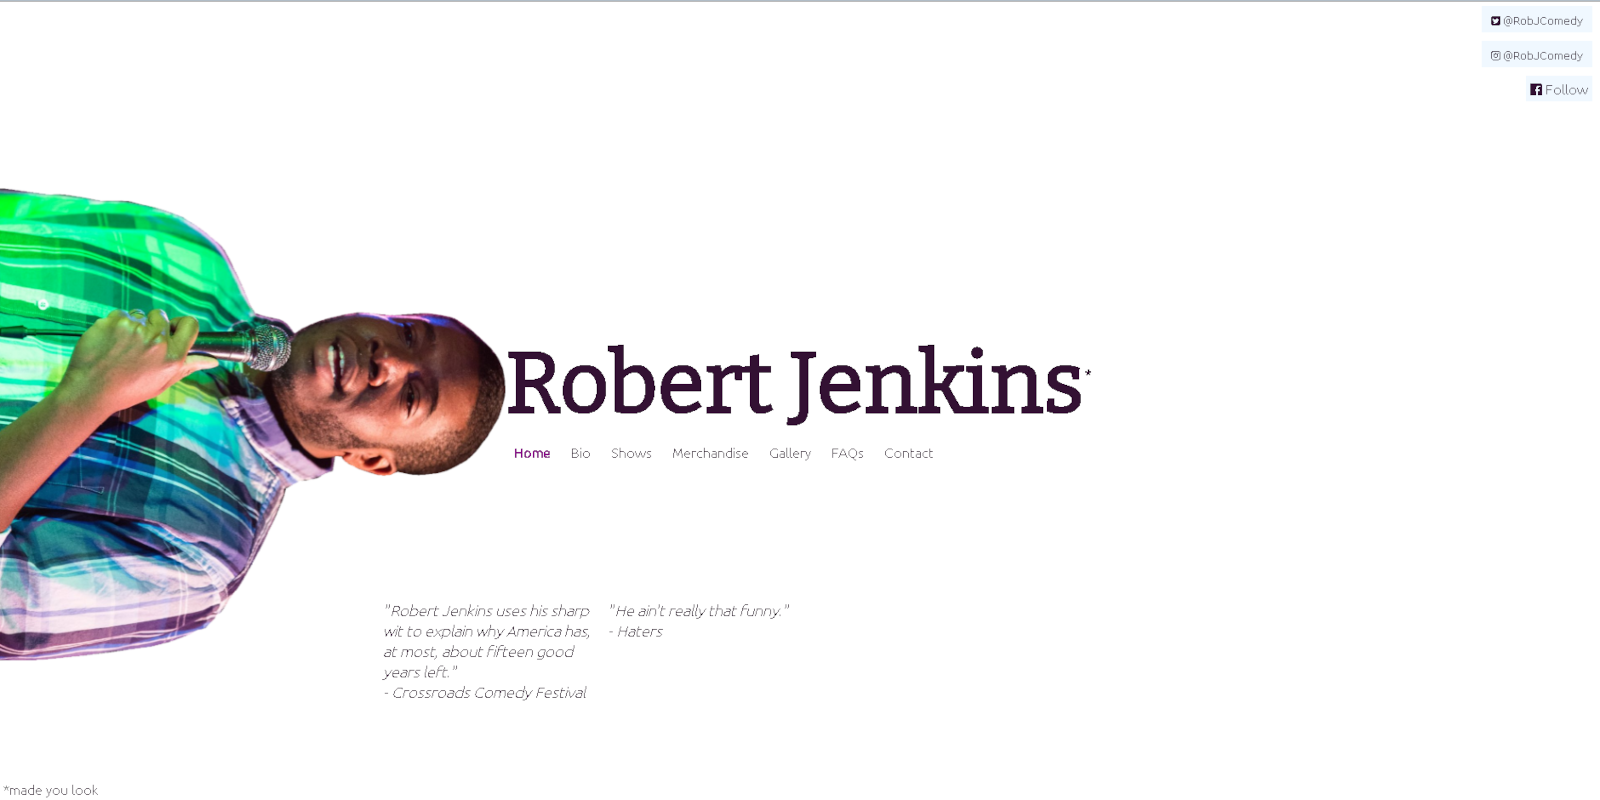 @RobJComedy
@RobJComedy
Follow
Robert Jenkins*
Home Bio Shows Merchandise Gallery FAQs Contact
"Robert Jenkins uses his sharp
wit to explain why America has,
at most, about fifteen good
years left."
- Crossroads Comedy Festival
"He ain't really that funny."
- Haters
*made you look